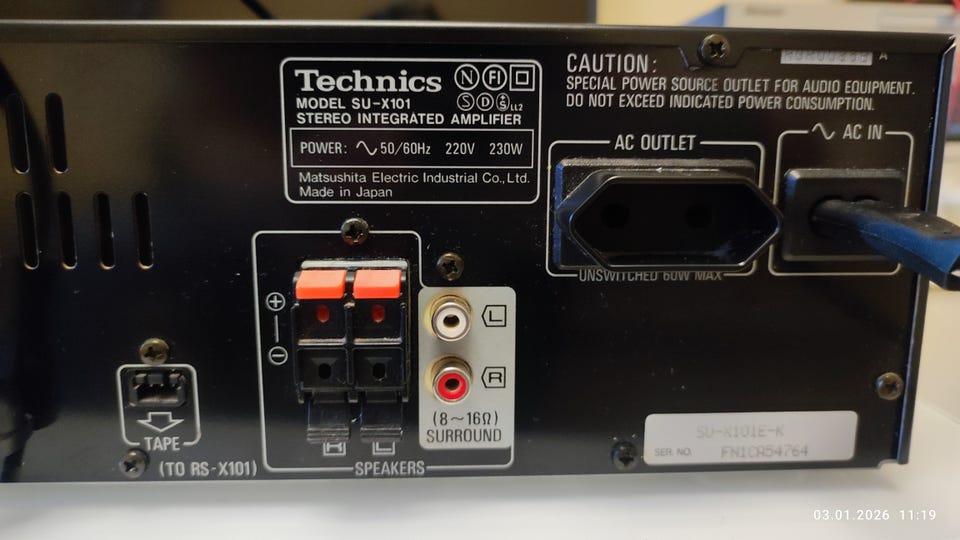 Technics N FI
MODEL SU-X101 S D S
LL2
STEREO INTEGRATED AMPLIFIER
POWER: ∿ 50/60Hz 220V 230W
Matsushita Electric Industrial Co., Ltd.
Made in Japan
CAUTION:
A
SPECIAL POWER SOURCE OUTLET FOR AUDIO EQUIPMENT.
DO NOT EXCEED INDICATED POWER CONSUMPTION.
AC OUTLET
UNSWITCHED 60W MAX
∿ AC IN
⊕
⊖
L
R
(8~16Ω)
SURROUND
R L
SPEAKERS
TAPE
(TO RS-X101)
SU-X101E-K
SER. NO. FN1CA54764
03.01.2026 11:19